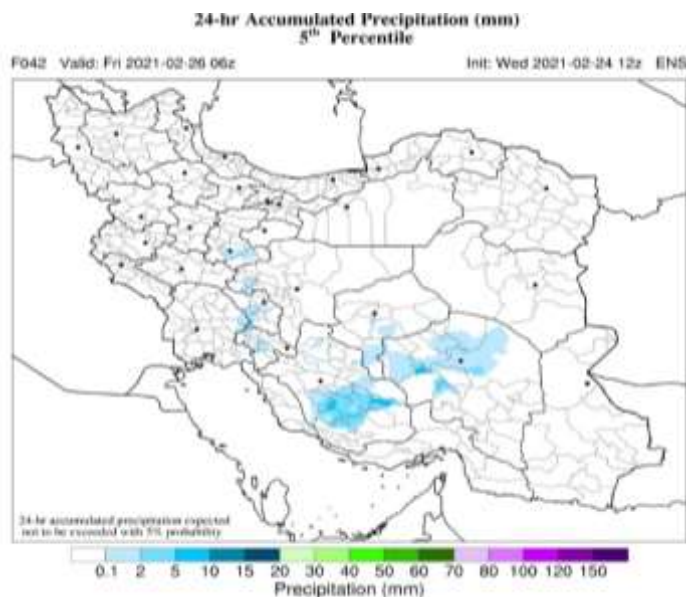 24-hr Accumulated Precipitation (mm)
5th Percentile
F042 Valid: Fri 2021-02-26 06z Init: Wed 2021-02-24 12z ENS
24-hr accumulated precipitation expected
not to be exceeded with 5% probability
0.1 2 5 10 15 20 30 40 50 60 70 80 100 120 150
Precipitation (mm)